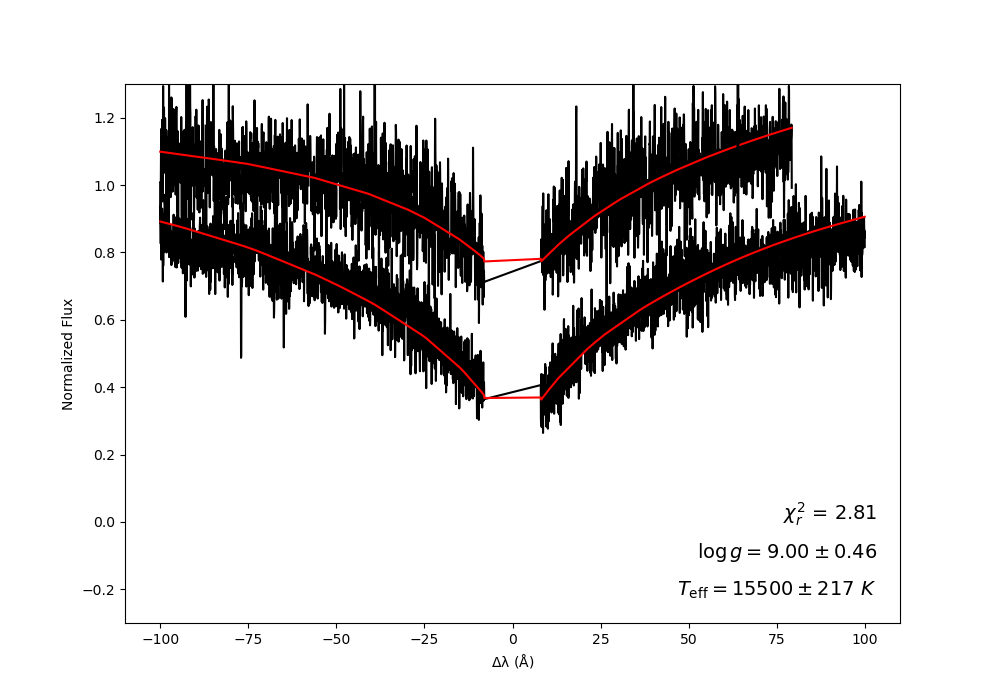 1.2
1.0
0.8
0.6
0.4
0.2
0.0
−0.2
Normalized Flux
χ²ᵣ = 2.81
log g = 9.00 ± 0.46
T_eff = 15500 ± 217 K
−100 −75 −50 −25 0 25 50 75 100
Δλ (Å)